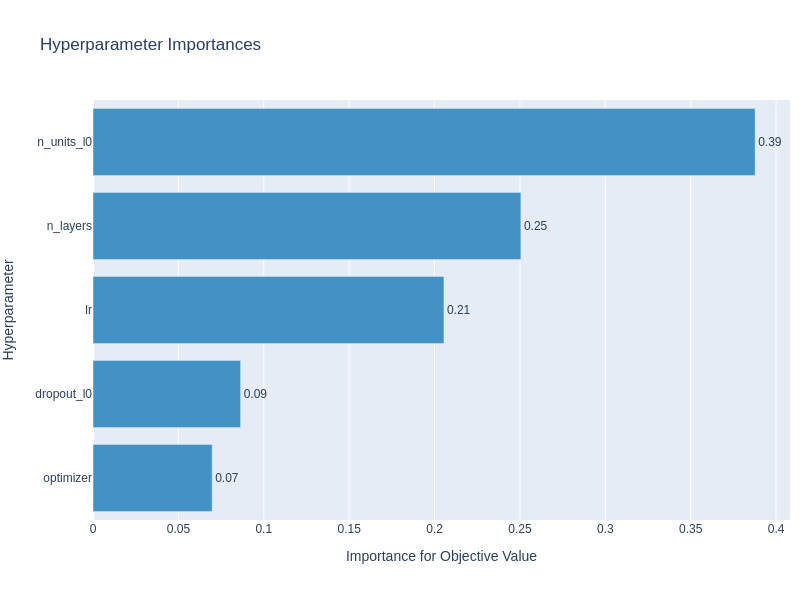 Hyperparameter Importances
Hyperparameter
n_units_l0 0.39
n_layers 0.25
lr 0.21
dropout_l0 0.09
optimizer 0.07
0 0.05 0.1 0.15 0.2 0.25 0.3 0.35 0.4
Importance for Objective Value